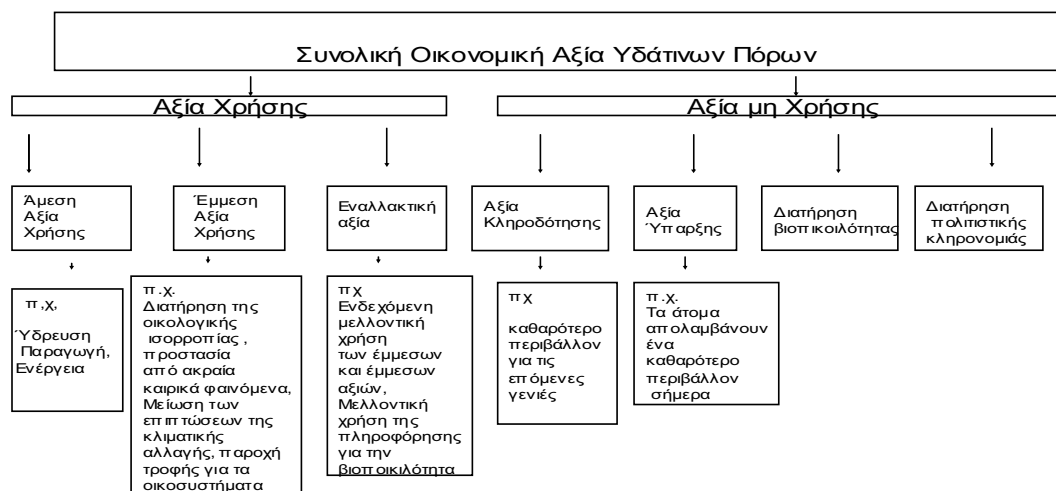 Συνολική Οικονομική Αξία Υδάτινων Πόρων
Αξία Χρήσης
Αξία μη Χρήσης
Άμεση
Αξία
Χρήσης
Έμμεση
Αξία
Χρήσης
Εναλλακτική
αξία
Αξία
Κληροδότησης
Αξία
Ύπαρξης
Διατήρηση
βιοπικοιλότητας
Διατήρηση
πολιτιστικής
κληρονομιάς
π,χ,
Ύδρευση
Παραγωγή,
Ενέργεια
π.χ.
Διατήρηση της
οικολογικής
ισορροπίας ,
προστασία
από ακραία
καιρικά φαινόμενα,
Μείωση των
επιπτώσεων της
κλιματικής
αλλαγής, παροχή
τροφής για τα
οικοσυστήματα
πχ
Ενδεχόμενη
μελλοντική
χρήση
των έμμεσων
και έμμεσων
αξιών,
Μελλοντική
χρήση της
πληροφόρησης
για την
βιοποικιλότητα
πχ
καθαρότερο
περιβάλλον
για τις
επόμενες
γενιές
π.χ.
Τα άτομα
απολαμβάνουν
ένα
καθαρότερο
περιβάλλον
σήμερα